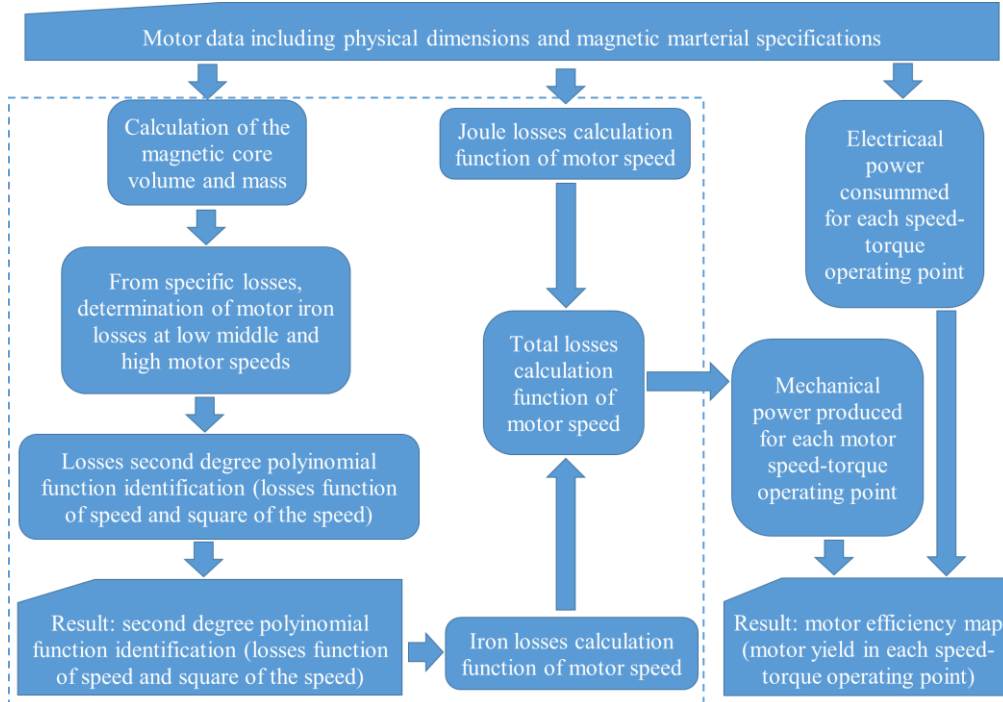 Motor data including physical dimensions and magnetic marterial specifications
Calculation of the
magnetic core
volume and mass
From specific losses,
determination of motor iron
losses at low middle and
high motor speeds
Losses second degree polyinomial
function identification (losses function
of speed and square of the speed)
Result: second degree polynomial
function identification (losses function
of speed and square of the speed)
Joule losses calculation
function of motor speed
Total losses
calculation
function of
motor speed
Iron losses calculation
function of motor speed
Electricaal
power
consummed
for each speed-
torque
operating point
Mechanical
power produced
for each motor
speed-torque
operating point
Result: motor efficiency map
(motor yield in each speed-
torque operating point)